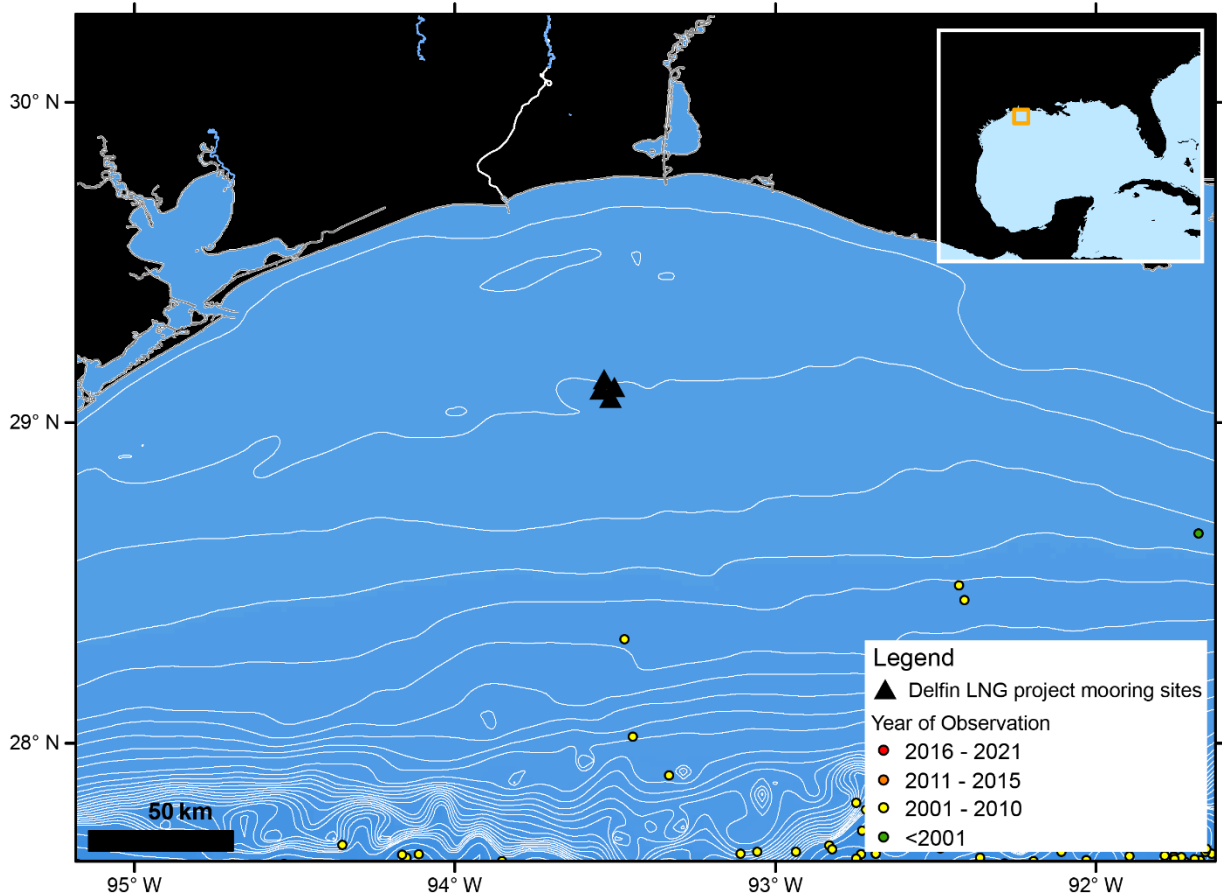 30° N
29° N
28° N
50 km
95° W
94° W
93° W
92° W
Legend
Delfin LNG project mooring sites
Year of Observation
2016 - 2021
2011 - 2015
2001 - 2010
<2001